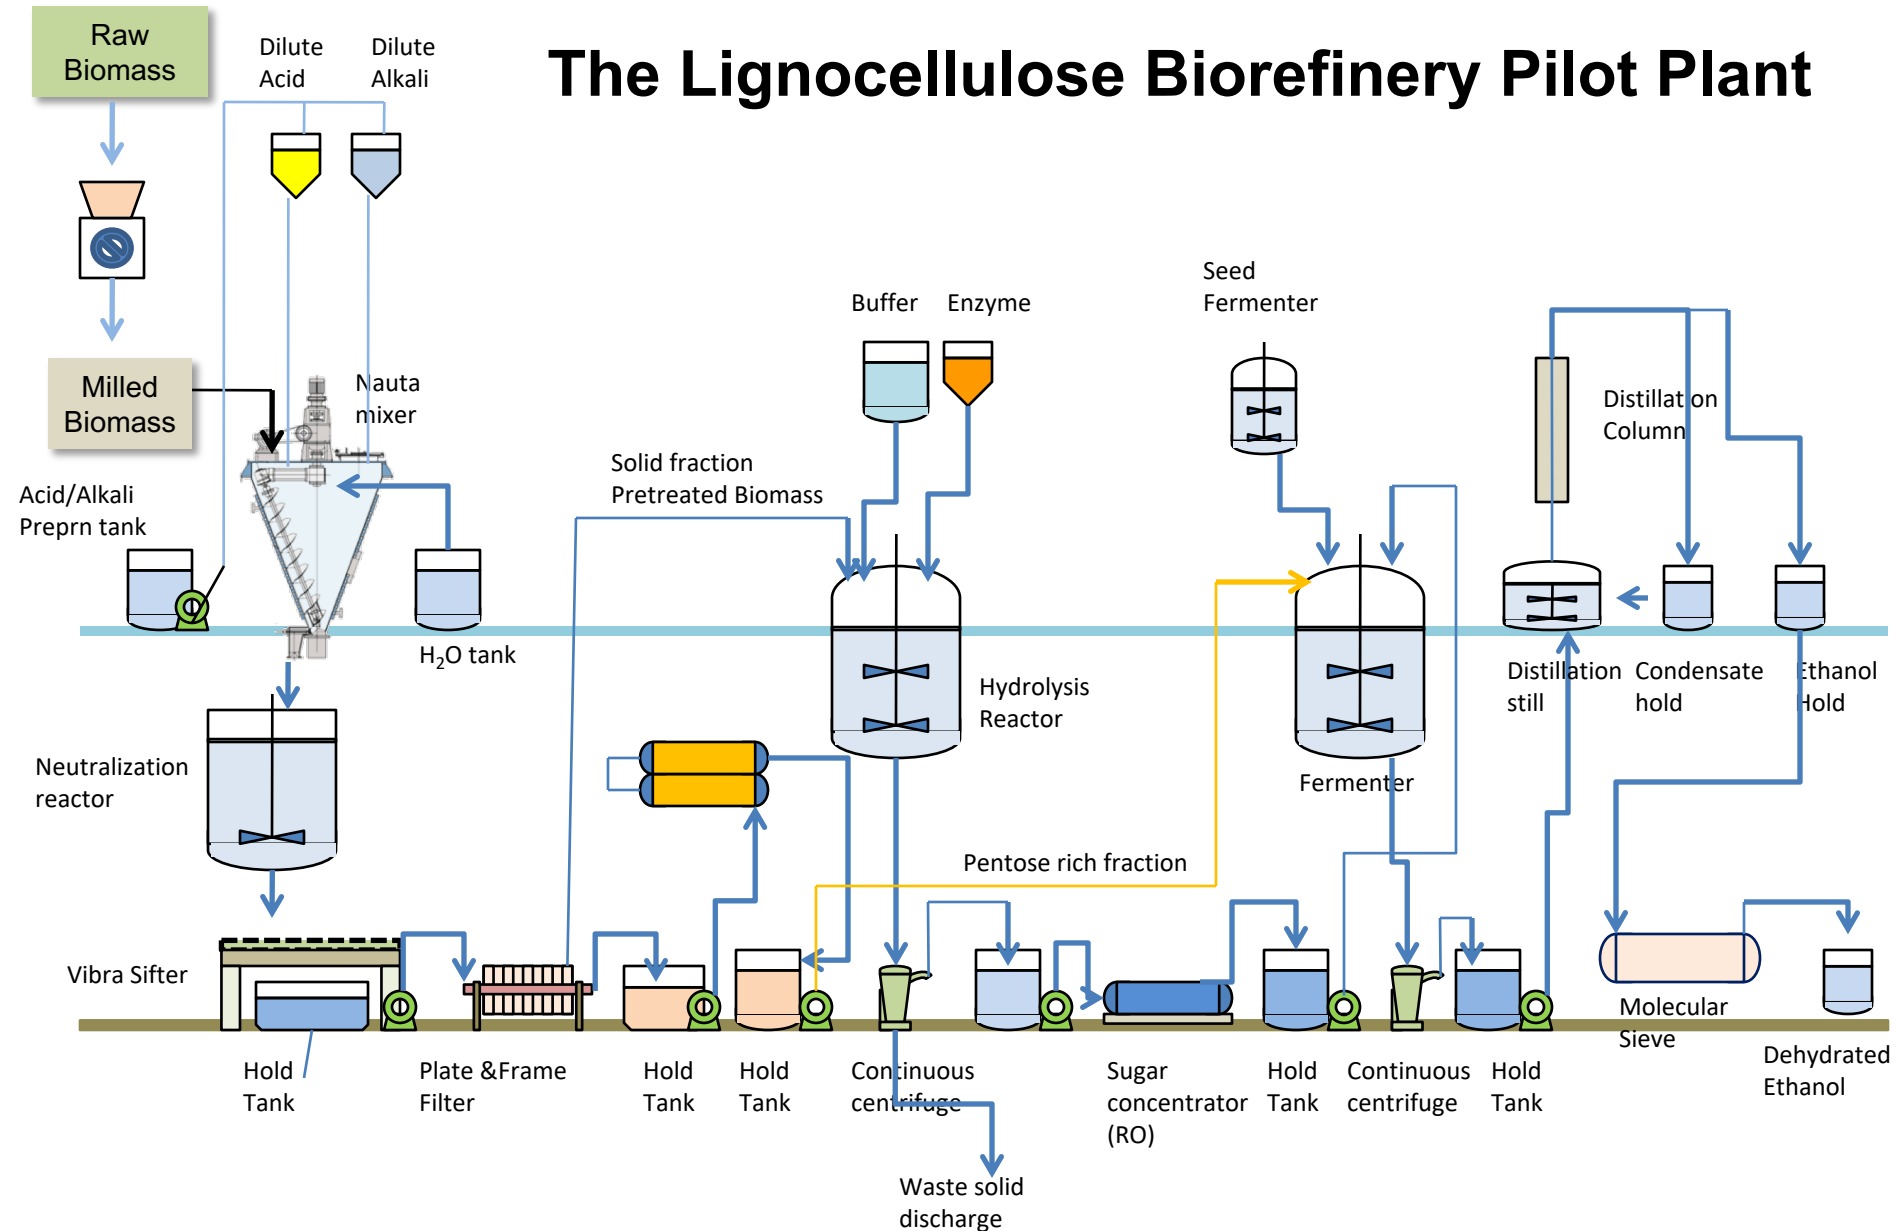 The Lignocellulose Biorefinery Pilot Plant
Raw
Biomass
Dilute
Acid
Dilute
Alkali
Milled
Biomass
Nauta
mixer
Acid/Alkali
Preprn tank
H₂O tank
Solid fraction
Pretreated Biomass
Buffer
Enzyme
Seed
Fermenter
Distillation
Column
Hydrolysis
Reactor
Fermenter
Distillation
still
Condensate
hold
Ethanol
Hold
Neutralization
reactor
Pentose rich fraction
Vibra Sifter
Hold
Tank
Plate &Frame
Filter
Hold
Tank
Hold
Tank
Continuous
centrifuge
Sugar
concentrator
(RO)
Hold
Tank
Continuous
centrifuge
Hold
Tank
Molecular
Sieve
Dehydrated
Ethanol
Waste solid
discharge